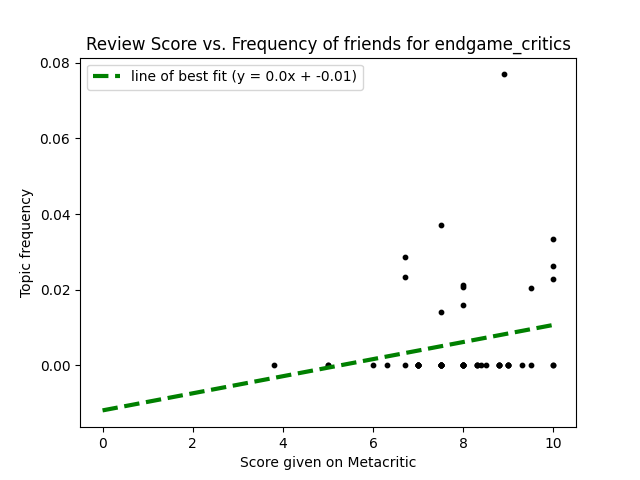 Review Score vs. Frequency of friends for endgame_critics
line of best fit (y = 0.0x + -0.01)
0.08
0.06
0.04
0.02
0.00
Topic frequency
0 2 4 6 8 10
Score given on Metacritic